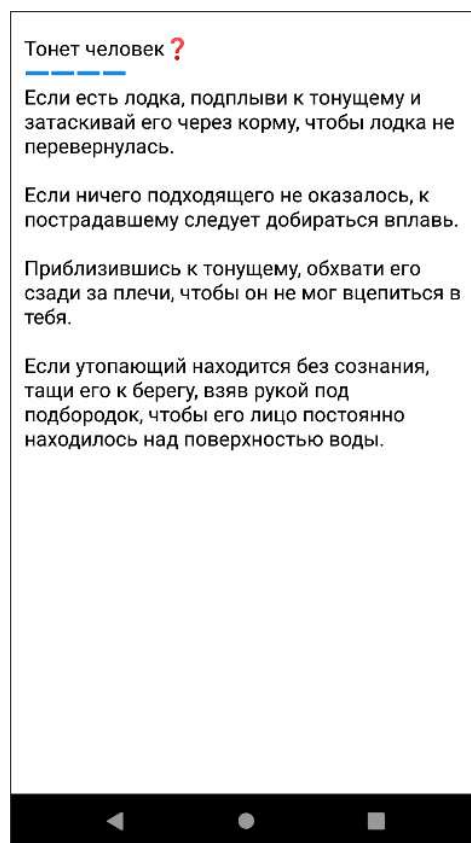 Тонет человек❓
Если есть лодка, подплыви к тонущему и
затаскивай его через корму, чтобы лодка не
перевернулась.
Если ничего подходящего не оказалось, к
пострадавшему следует добираться вплавь.
Приблизившись к тонущему, обхвати его
сзади за плечи, чтобы он не мог вцепиться в
тебя.
Если утопающий находится без сознания,
тащи его к берегу, взяв рукой под
подбородок, чтобы его лицо постоянно
находилось над поверхностью воды.